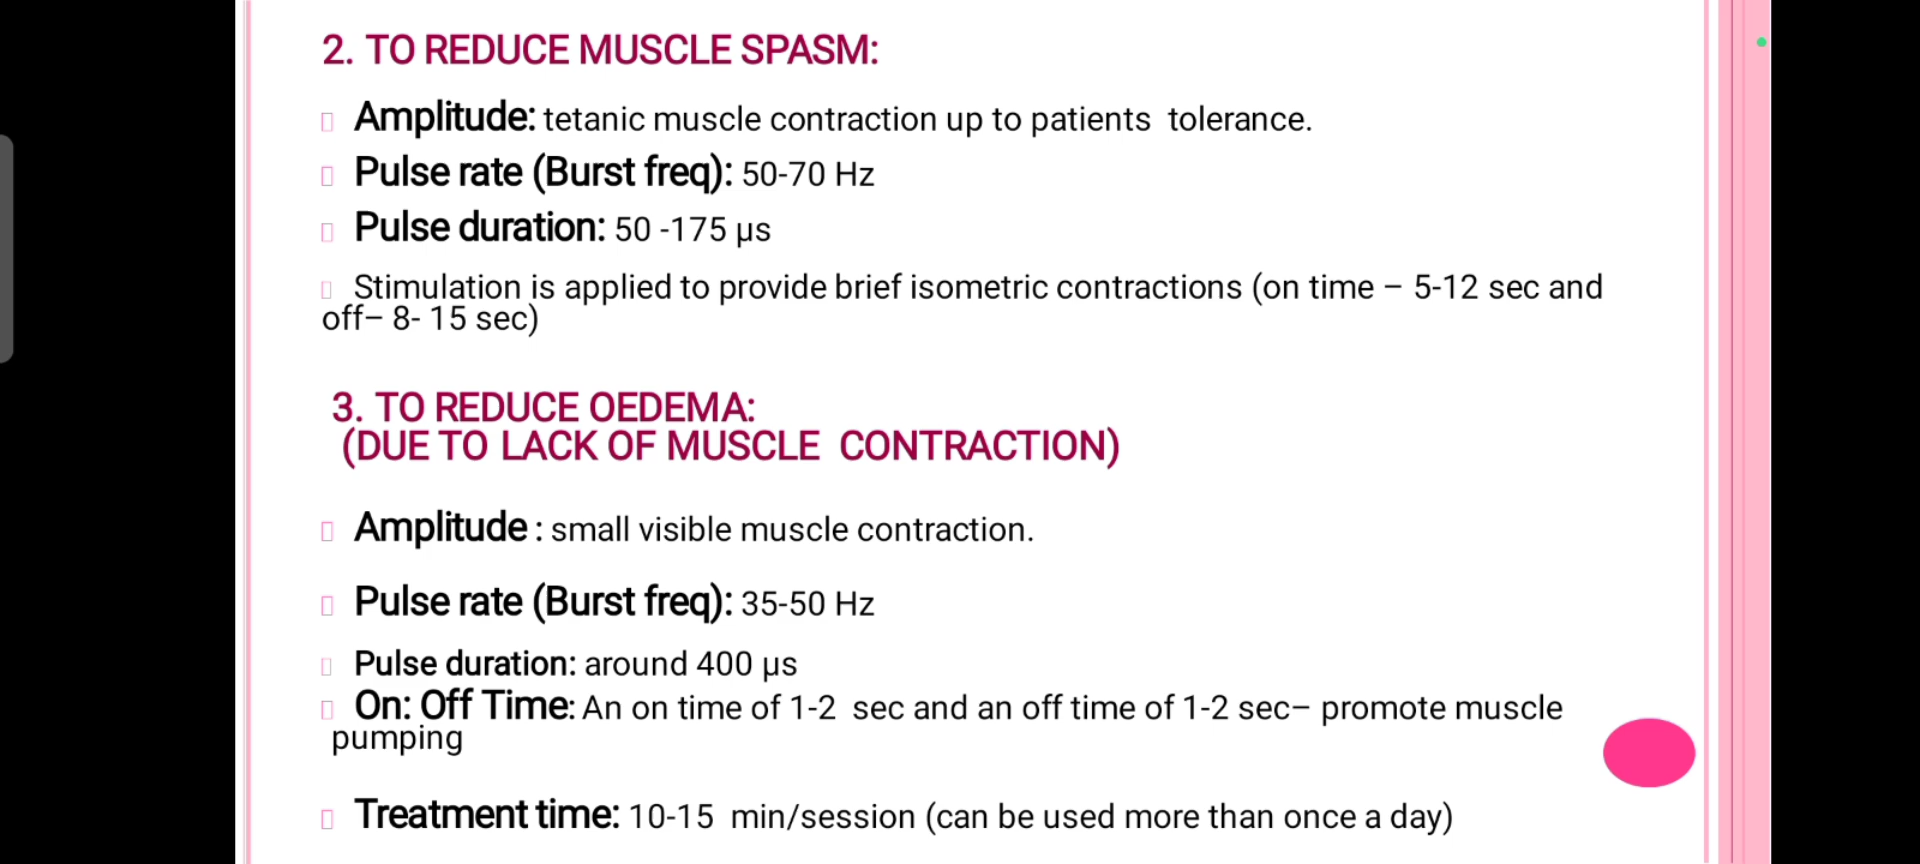 2. TO REDUCE MUSCLE SPASM:
Amplitude: tetanic muscle contraction up to patients tolerance.
Pulse rate (Burst freq): 50-70 Hz
Pulse duration: 50 -175 µs
Stimulation is applied to provide brief isometric contractions (on time – 5-12 sec and
off– 8- 15 sec)
3. TO REDUCE OEDEMA:
(DUE TO LACK OF MUSCLE CONTRACTION)
Amplitude : small visible muscle contraction.
Pulse rate (Burst freq): 35-50 Hz
Pulse duration: around 400 µs
On: Off Time: An on time of 1-2 sec and an off time of 1-2 sec– promote muscle
pumping
Treatment time: 10-15 min/session (can be used more than once a day)